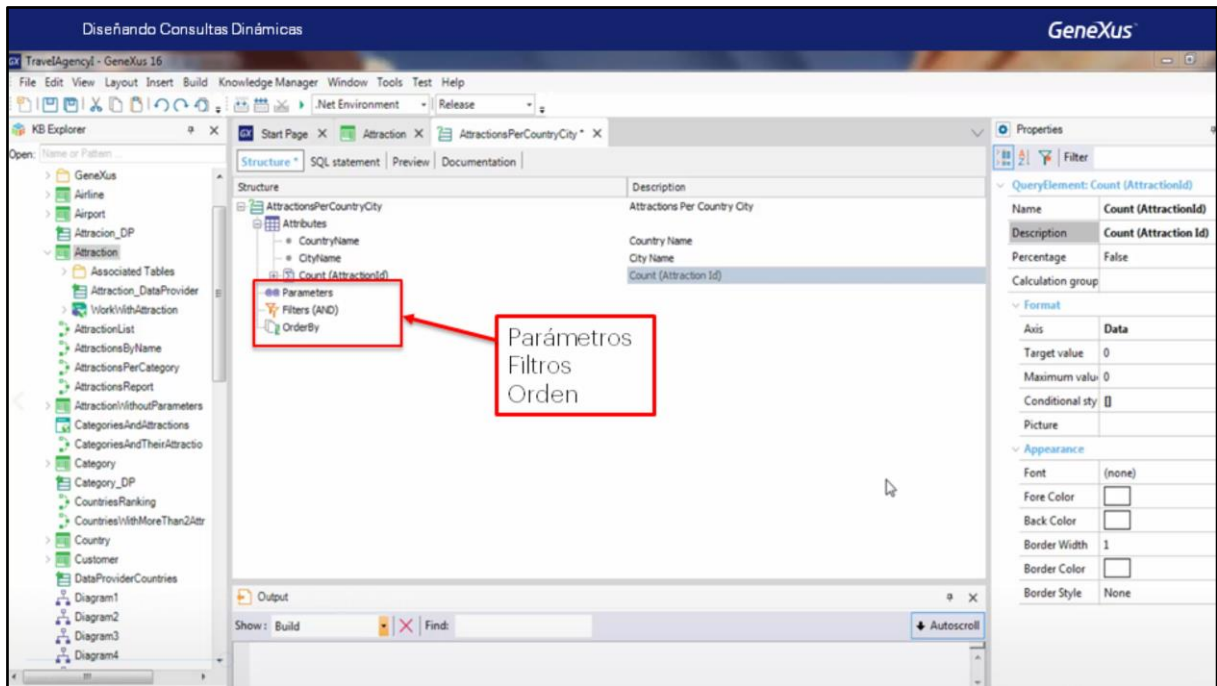 Diseñando Consultas Dinámicas
GeneXus
GX TravelAgencyI - GeneXus 16
File Edit View Layout Insert Build Knowledge Manager Window Tools Test Help
.Net Environment Release
KB Explorer
Open: Name or Pattern ...
GeneXus
Airline
Airport
Attracion_DP
Attraction
Associated Tables
Attraction_DataProvider
WorkWithAttraction
AttractionList
AttractionsByName
AttractionsPerCategory
AttractionsReport
AttractionWithoutParameters
CategoriesAndAttractions
CategoriesAndTheirAttractio
Category
Category_DP
CountriesRanking
CountriesWithMoreThan2Attr
Country
Customer
DataProviderCountries
Diagram1
Diagram2
Diagram3
Diagram4
GX Start Page X Attraction X AttractionsPerCountryCity * X
Structure * SQL statement Preview Documentation
Structure Description
AttractionsPerCountryCity Attractions Per Country City
Attributes
CountryName Country Name
CityName City Name
Count (AttractionId) Count (Attraction Id)
Parameters
Filters (AND)
OrderBy
Parámetros
Filtros
Orden
Output
Show: Build Find: Autoscroll
Properties
Filter
QueryElement: Count (AttractionId)
Name Count (AttractionId)
Description Count (Attraction Id)
Percentage False
Calculation group
Format
Axis Data
Target value 0
Maximum valu 0
Conditional sty []
Picture
Appearance
Font (none)
Fore Color
Back Color
Border Width 1
Border Color
Border Style None